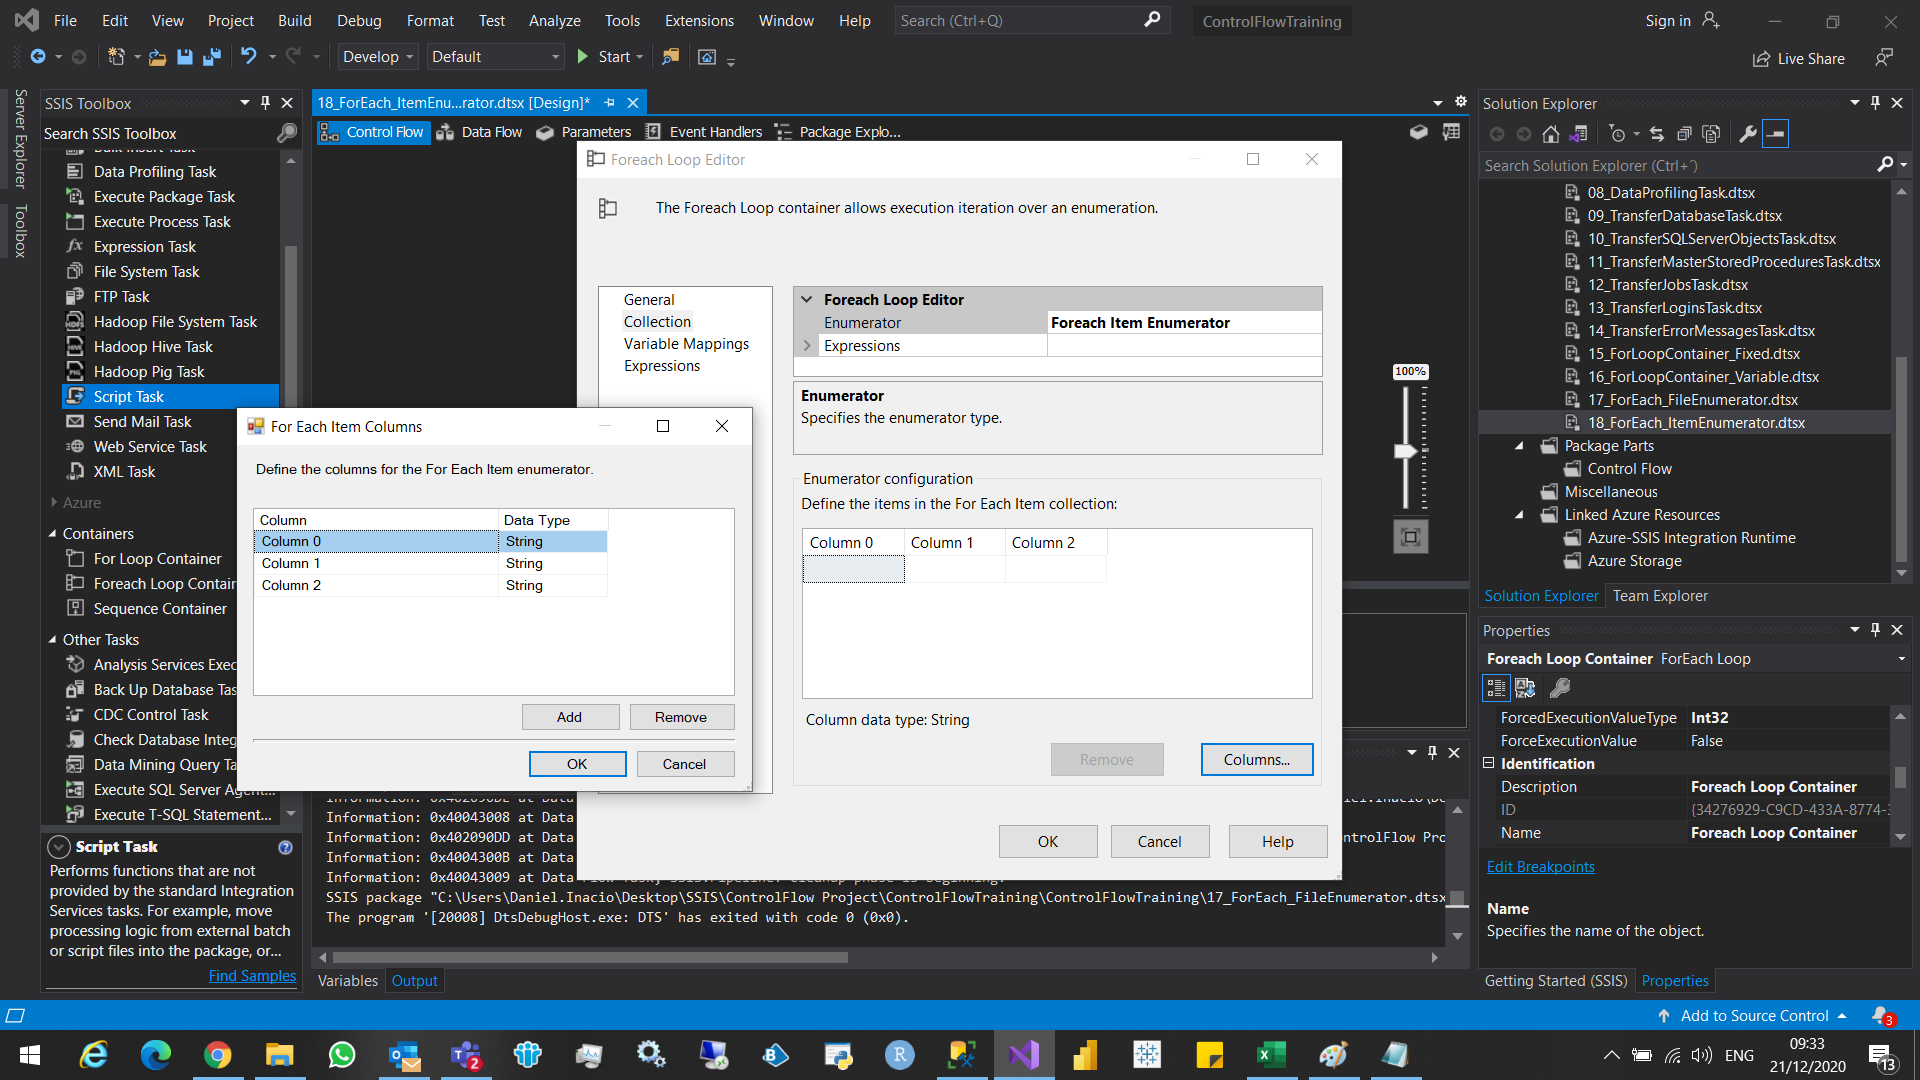 File Edit View Project Build Debug Format Test Analyze Tools Extensions Window Help Search (Ctrl+Q) ControlFlowTraining Sign in
Develop Default Start Live Share
Server Explorer
Toolbox
SSIS Toolbox
Search SSIS Toolbox
Bulk Insert Task
Data Profiling Task
Execute Package Task
Execute Process Task
Expression Task
File System Task
FTP Task
Hadoop File System Task
Hadoop Hive Task
Hadoop Pig Task
Script Task
Send Mail Task
Web Service Task
XML Task
Azure
Containers
For Loop Container
Foreach Loop Contain
Sequence Container
Other Tasks
Analysis Services Exec
Back Up Database Tas
CDC Control Task
Check Database Integ
Data Mining Query Ta
Execute SQL Server Agent...
Execute T-SQL Statement...
Script Task
Performs functions that are not
provided by the standard Integration
Services tasks. For example, move
processing logic from external batch
or script files into the package, or...
Find Samples
18_ForEach_ItemEnu...rator.dtsx [Design]*
Control Flow Data Flow Parameters Event Handlers Package Explo...
Foreach Loop Editor
The Foreach Loop container allows execution iteration over an enumeration.
General
Collection
Variable Mappings
Expressions
Foreach Loop Editor
Enumerator Foreach Item Enumerator
Expressions
Enumerator
Specifies the enumerator type.
Enumerator configuration
Define the items in the For Each Item collection:
Column 0 Column 1 Column 2
Column data type: String
Remove Columns...
OK Cancel Help
For Each Item Columns
Define the columns for the For Each Item enumerator.
Column Data Type
Column 0 String
Column 1 String
Column 2 String
Add Remove
OK Cancel
100%
Information: 0x402090DE at Data
Information: 0x40043008 at Data
Information: 0x402090DD at Data ontrolFlow Pro
Information: 0x4004300B at Data
Information: 0x40043009 at Data Flow Task, SSIS.Pipeline: Cleanup phase is beginning.
SSIS package "C:\Users\Daniel.Inacio\Desktop\SSIS\ControlFlow Project\ControlFlowTraining\ControlFlowTraining\17_ForEach_FileEnumerator.dtsx
The program '[20008] DtsDebugHost.exe: DTS' has exited with code 0 (0x0).
Variables Output
Solution Explorer
Search Solution Explorer (Ctrl+´)
08_DataProfilingTask.dtsx
09_TransferDatabaseTask.dtsx
10_TransferSQLServerObjectsTask.dtsx
11_TransferMasterStoredProceduresTask.dtsx
12_TransferJobsTask.dtsx
13_TransferLoginsTask.dtsx
14_TransferErrorMessagesTask.dtsx
15_ForLoopContainer_Fixed.dtsx
16_ForLoopContainer_Variable.dtsx
17_ForEach_FileEnumerator.dtsx
18_ForEach_ItemEnumerator.dtsx
Package Parts
Control Flow
Miscellaneous
Linked Azure Resources
Azure-SSIS Integration Runtime
Azure Storage
Solution Explorer Team Explorer
Properties
Foreach Loop Container ForEach Loop
ForcedExecutionValueType Int32
ForceExecutionValue False
Identification
Description Foreach Loop Container
ID {34276929-C9CD-433A-8774-3
Name Foreach Loop Container
Edit Breakpoints
Name
Specifies the name of the object.
Getting Started (SSIS) Properties
Add to Source Control 3
2
ENG 09:33
21/12/2020 13